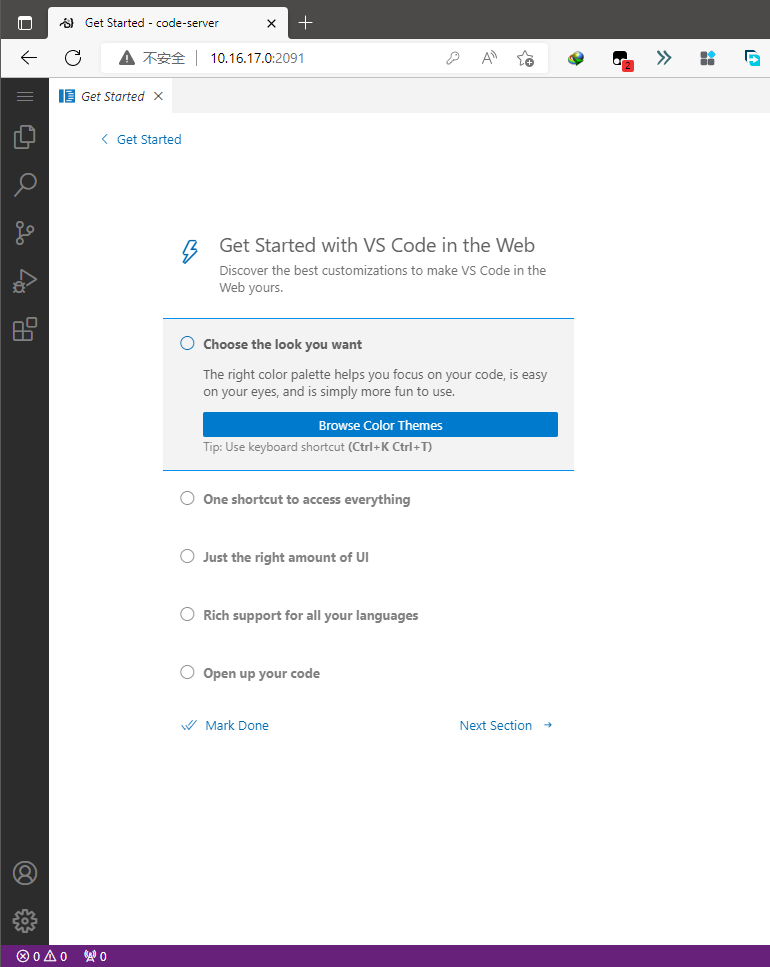 Get Started - code-server
不安全
10.16.17.0:2091
2
Get Started
Get Started
Get Started with VS Code in the Web
Discover the best customizations to make VS Code in the
Web yours.
Choose the look you want
The right color palette helps you focus on your code, is easy
on your eyes, and is simply more fun to use.
Browse Color Themes
Tip: Use keyboard shortcut (Ctrl+K Ctrl+T)
One shortcut to access everything
Just the right amount of UI
Rich support for all your languages
Open up your code
Mark Done
Next Section
0 0 0